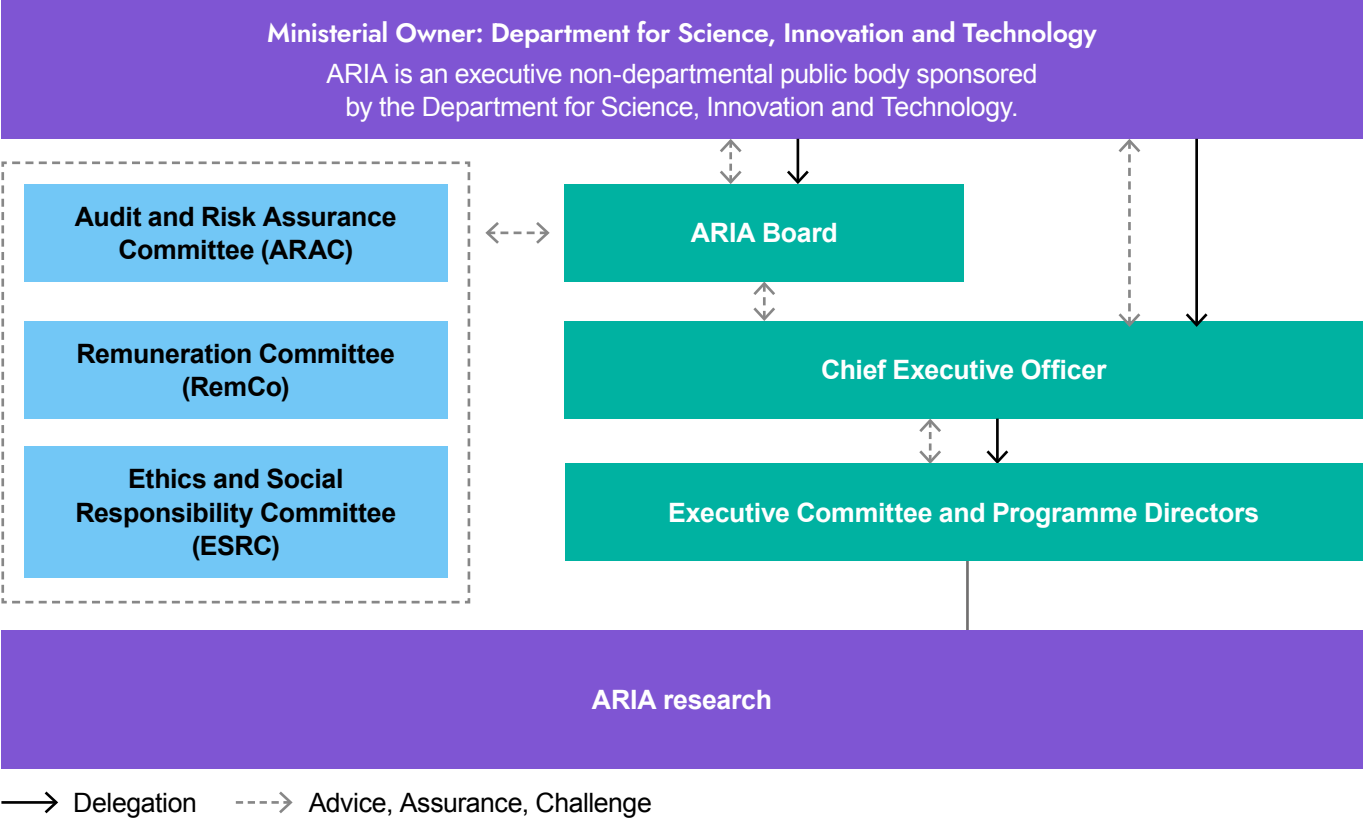 Ministerial Owner: Department for Science, Innovation and Technology
ARIA is an executive non-departmental public body sponsored
by the Department for Science, Innovation and Technology.
Audit and Risk Assurance
Committee (ARAC)
Remuneration Committee
(RemCo)
Ethics and Social
Responsibility Committee
(ESRC)
ARIA Board
Chief Executive Officer
Executive Committee and Programme Directors
ARIA research
Delegation
Advice, Assurance, Challenge